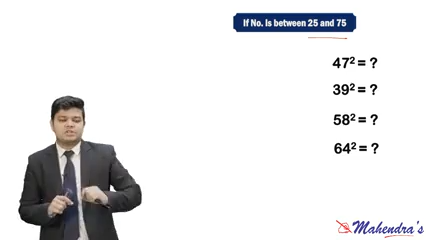 If No. Is between 25 and 75
47² = ?
39² = ?
58² = ?
64² = ?
Mahendra's